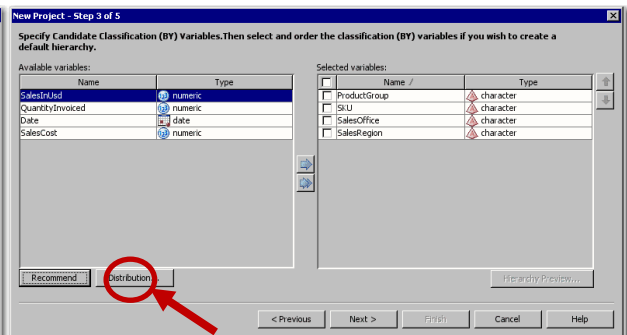 New Project - Step 3 of 5
Specify Candidate Classification (BY) Variables.Then select and order the classification (BY) variables if you wish to create a
default hierarchy.
Available variables:
Selected variables:
Name Type
Name / Type
SalesInUsd numeric
ProductGroup character
QuantityInvoiced numeric
SKU character
Date date
SalesOffice character
SalesCost numeric
SalesRegion character
Recommend Distribution... Hierarchy Preview...
< Previous Next > Finish Cancel Help